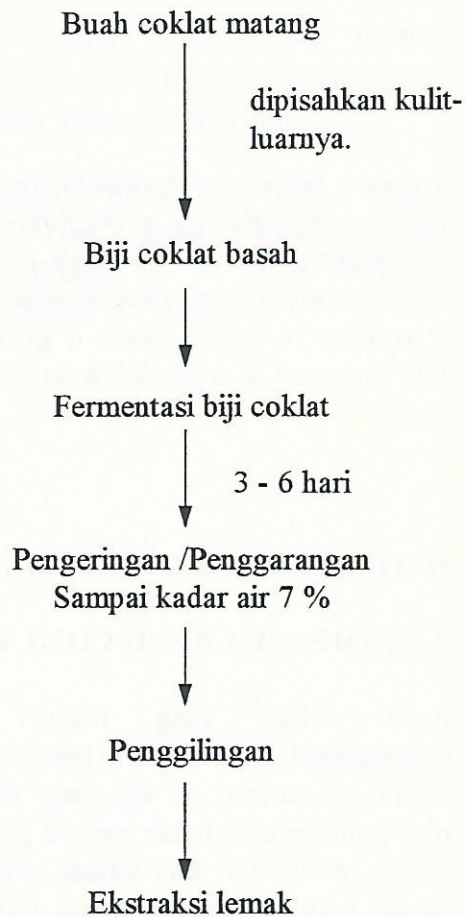 Buah coklat matang
dipisahkan kulit-
luarnya.
Biji coklat basah
Fermentasi biji coklat
3 - 6 hari
Pengeringan /Penggarangan
Sampai kadar air 7 %
Penggilingan
Ekstraksi lemak